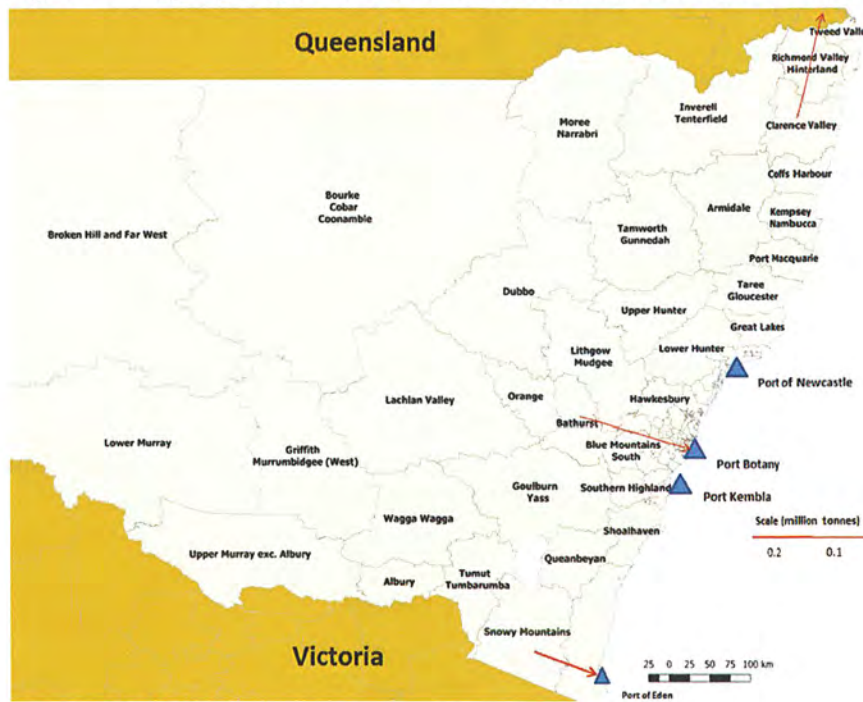 Queensland
Tweed Valle
Richmond Valley
Hinterland
Clarence Valley
Moree
Narrabri
Inverell
Tenterfield
Coffs Harbour
Bourke
Cobar
Coonamble
Armidale
Kempsey
Nambucca
Broken Hill and Far West
Tamworth
Gunnedah
Port Macquarie
Dubbo
Taree
Gloucester
Upper Hunter
Great Lakes
Lithgow
Mudgee
Lower Hunter
Port of Newcastle
Lachlan Valley
Orange
Hawkesbury
Bathurst
Lower Murray
Griffith
Murrumbidgee (West)
Blue Mountains
South
Port Botany
Goulburn
Yass
Southern Highland
Port Kembla
Wagga Wagga
Shoalhaven
Scale (million tonnes)
0.2 0.1
Upper Murray exc. Albury
Queanbeyan
Albury
Tumut
Tumbarumba
Snowy Mountains
Victoria
25 0 25 50 75 100 km
Port of Eden